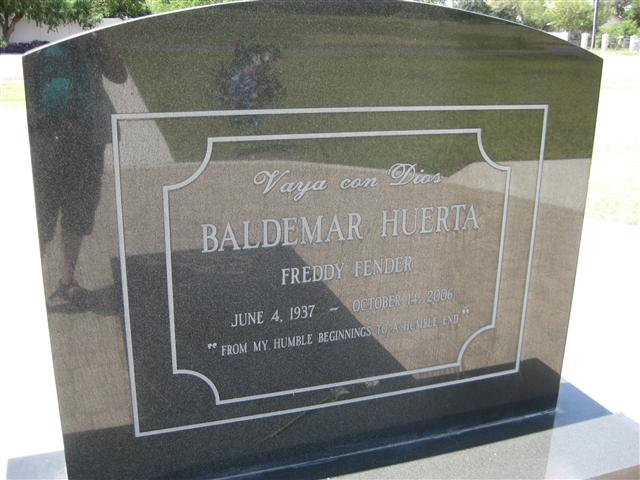 Vaya con Dios
BALDEMAR HUERTA
FREDDY FENDER
JUNE 4, 1937 ~ OCTOBER 14, 2006
"FROM MY HUMBLE BEGINNINGS TO A HUMBLE END"